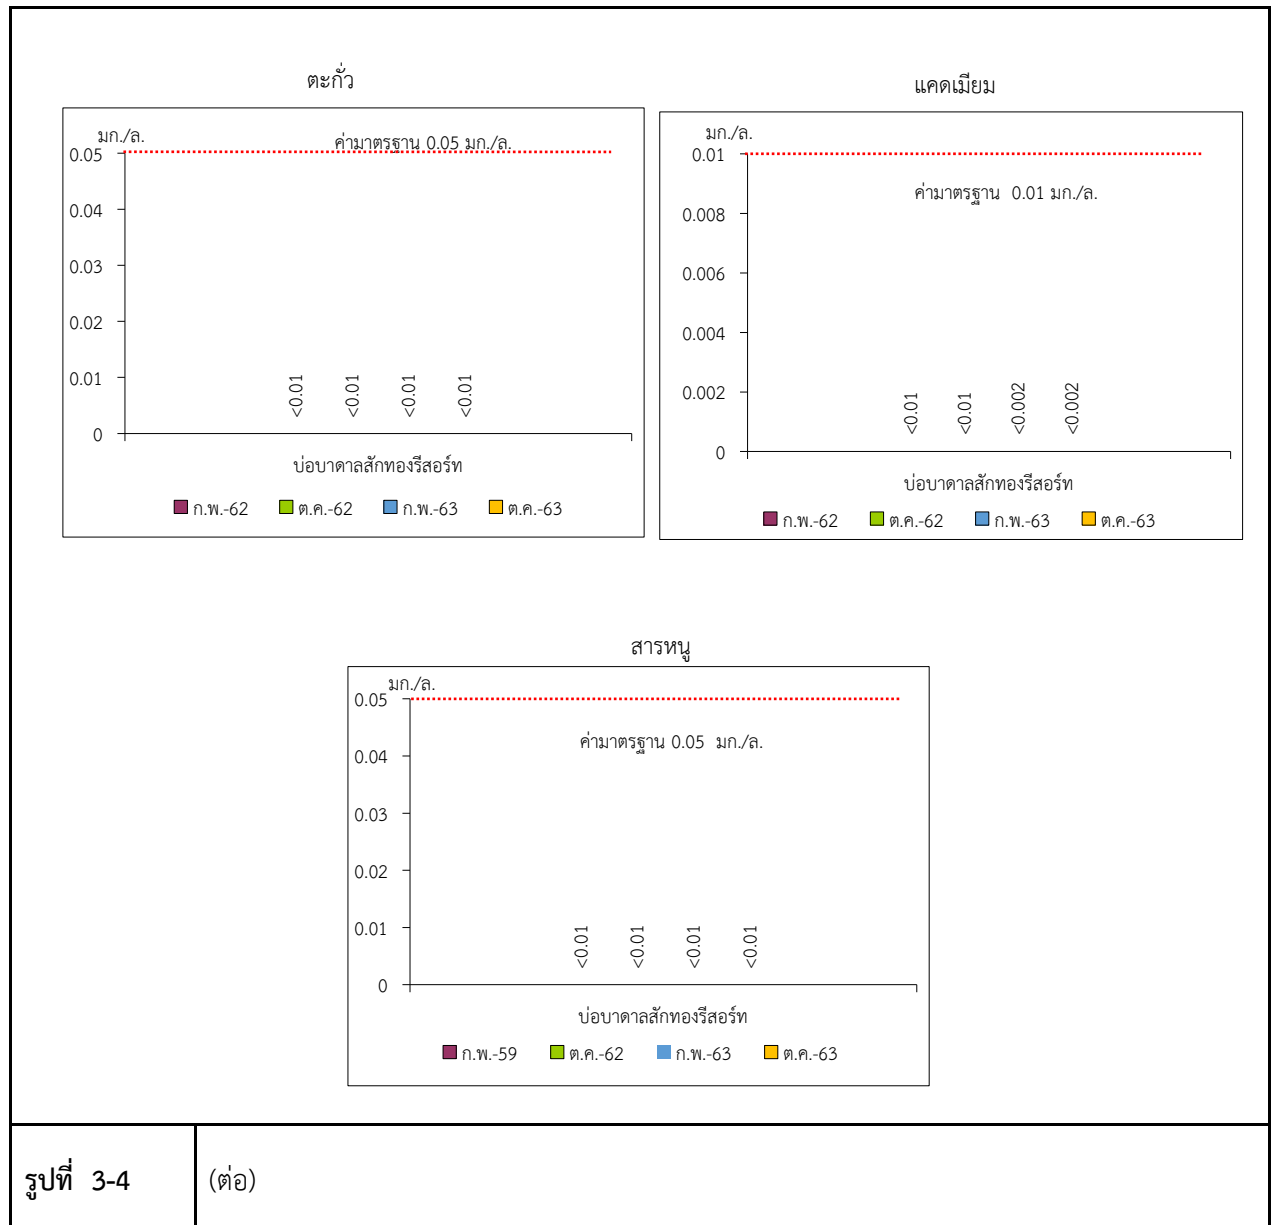 ตะกั่ว
มก./ล.
ค่ามาตรฐาน 0.05 มก./ล.
0.05
0.04
0.03
0.02
0.01
0
<0.01 <0.01 <0.01 <0.01
บ่อบาดาลสักทองรีสอร์ท
ก.พ.-62 ต.ค.-62 ก.พ.-63 ต.ค.-63
แคดเมียม
มก./ล.
0.01
ค่ามาตรฐาน 0.01 มก./ล.
0.008
0.006
0.004
0.002
0
<0.01 <0.01 <0.002 <0.002
บ่อบาดาลสักทองรีสอร์ท
ก.พ.-62 ต.ค.-62 ก.พ.-63 ต.ค.-63
สารหนู
มก./ล.
0.05
ค่ามาตรฐาน 0.05 มก./ล.
0.04
0.03
0.02
0.01
0
<0.01 <0.01 <0.01 <0.01
บ่อบาดาลสักทองรีสอร์ท
ก.พ.-59 ต.ค.-62 ก.พ.-63 ต.ค.-63
รูปที่ 3-4 (ต่อ)